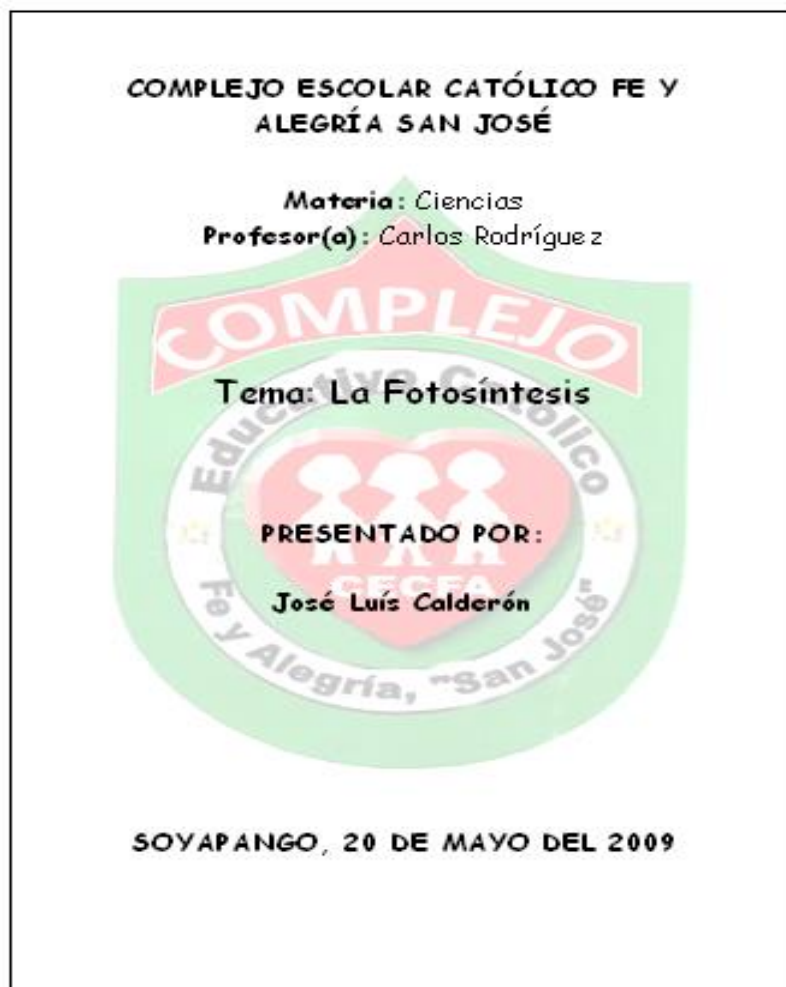 COMPLEJO ESCOLAR CATÓLICO FE Y
ALEGRÍA SAN JOSÉ
Materia: Ciencias
Profesor(a): Carlos Rodríguez
COMPLEJO
Tema: La Fotosíntesis
Educativo Católico
PRESENTADO POR:
CECFA
José Luís Calderón
Fe y Alegría, "San José"
SOYAPANGO, 20 DE MAYO DEL 2009